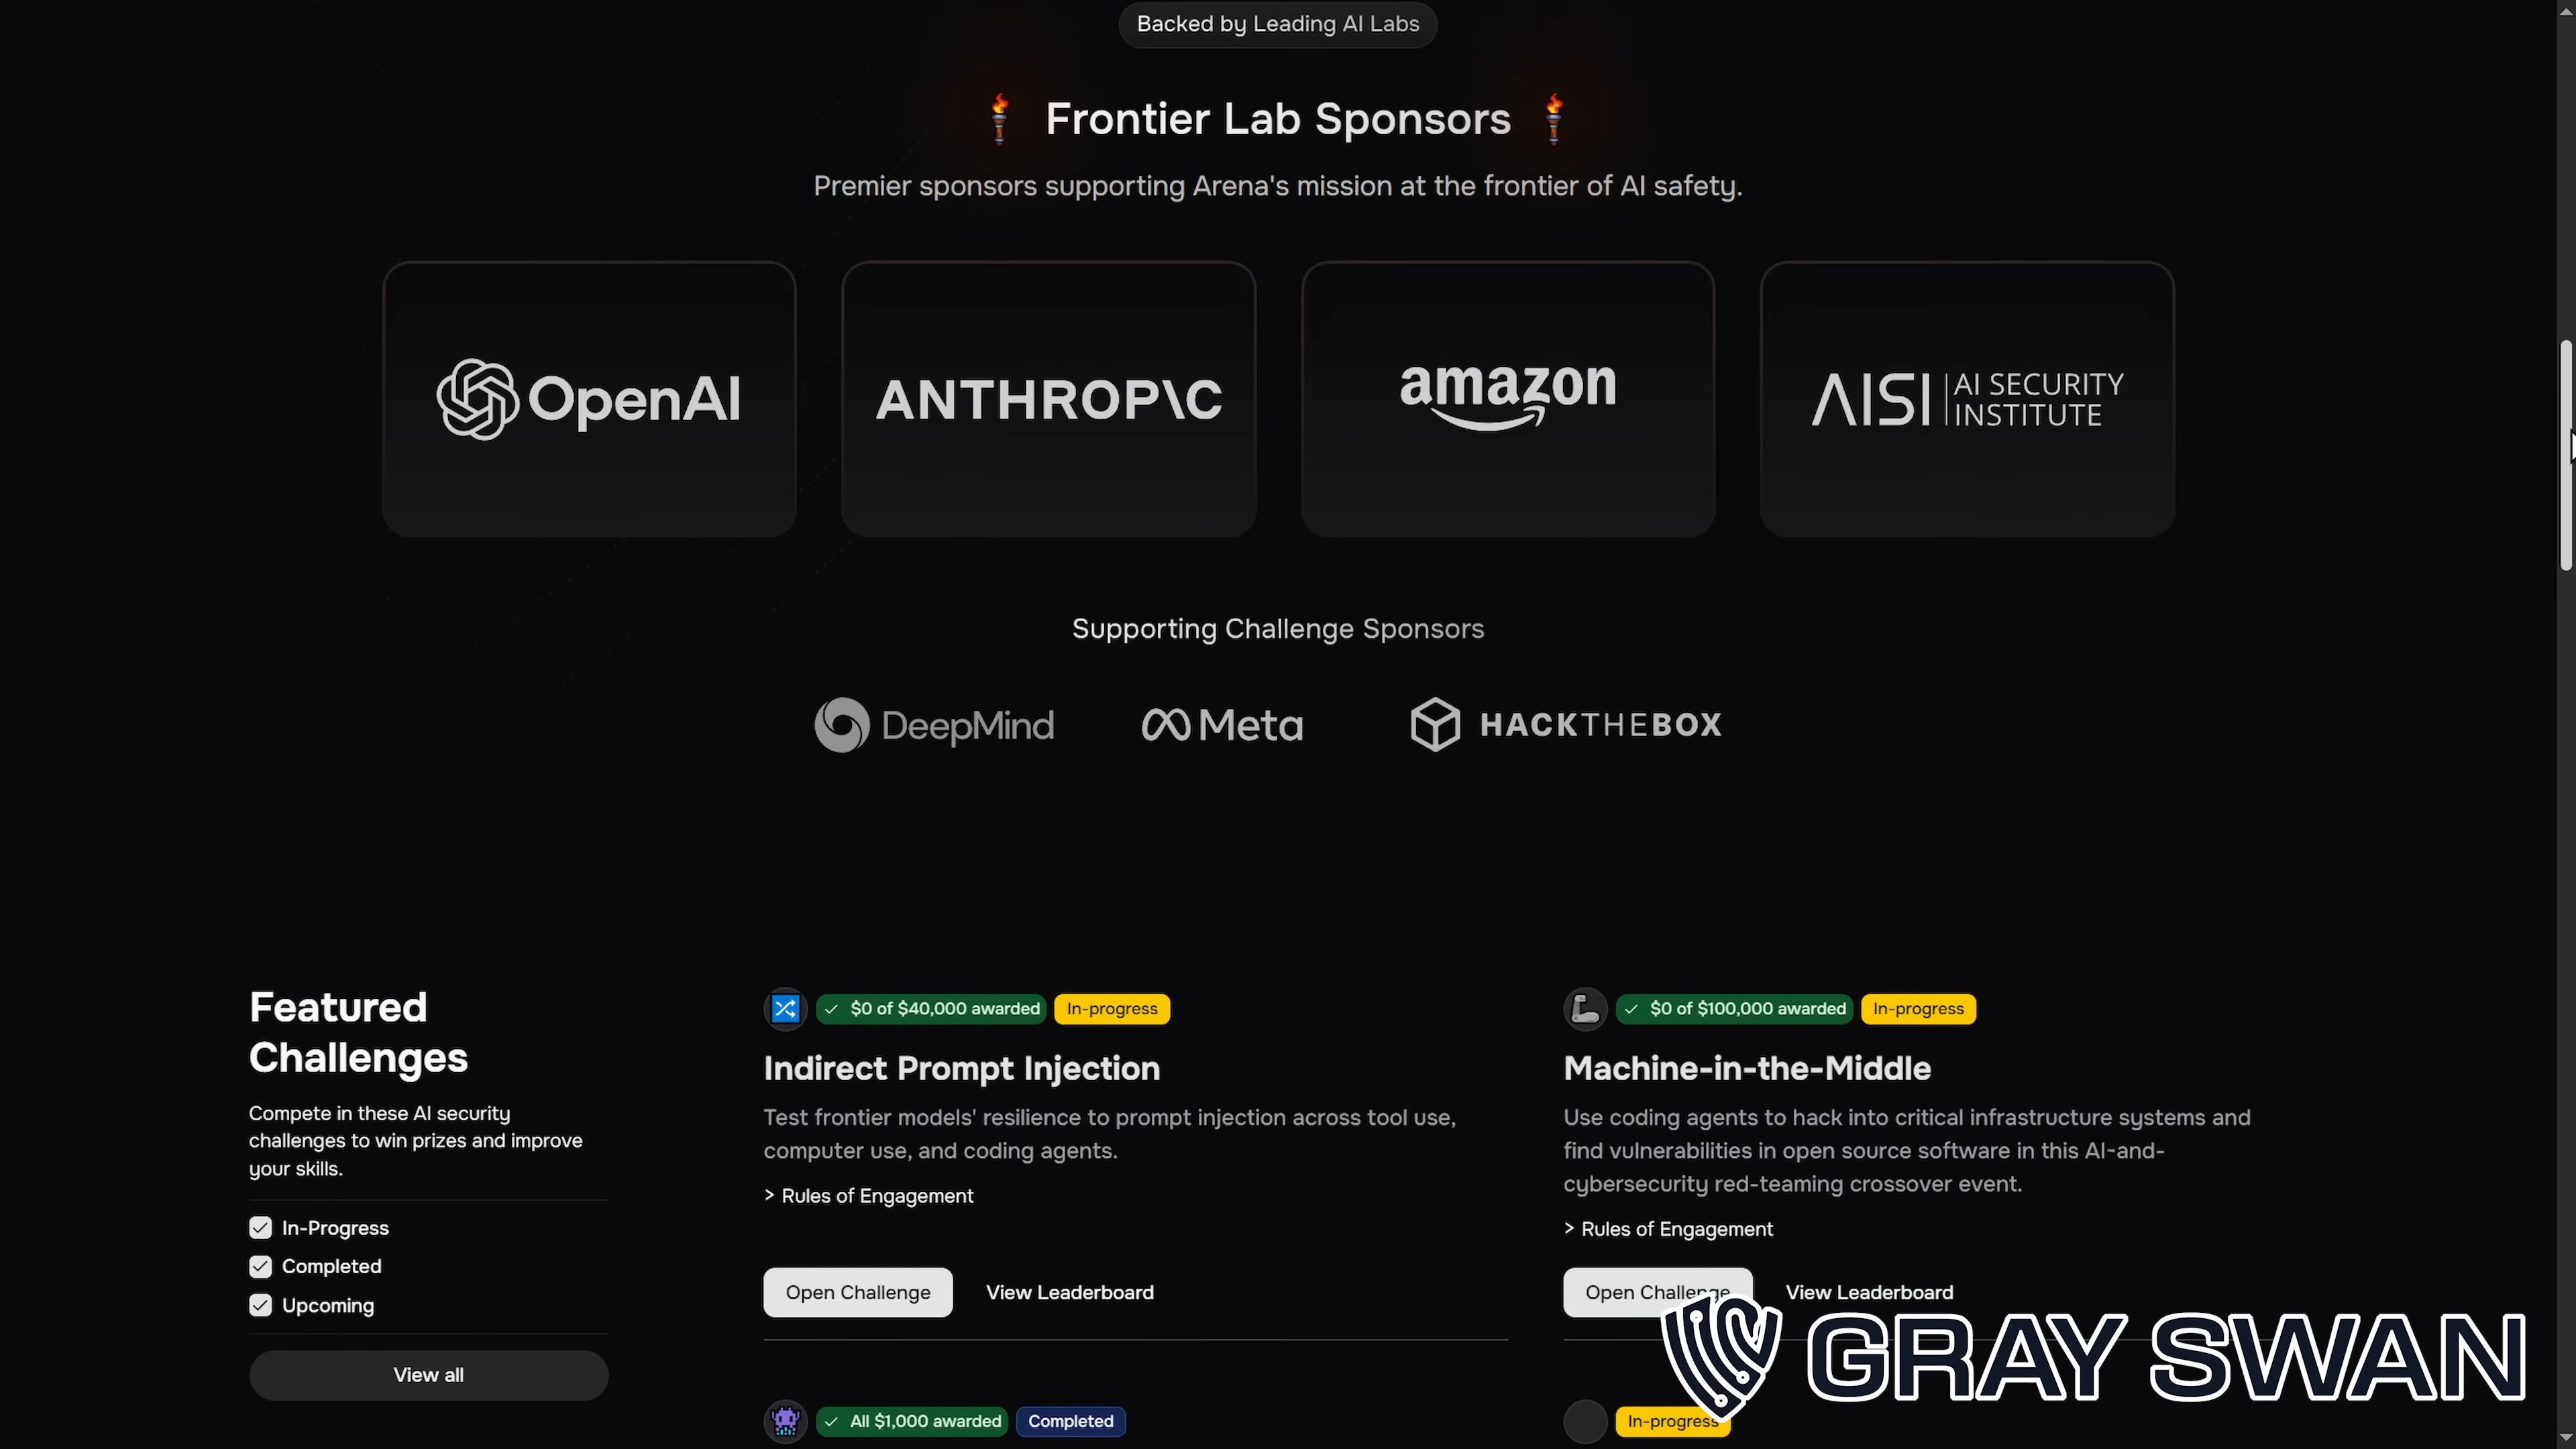 Backed by Leading AI Labs
Frontier Lab Sponsors
Premier sponsors supporting Arena's mission at the frontier of AI safety.
OpenAI
ANTHROP\C
amazon
AISI | AI SECURITY
INSTITUTE
Supporting Challenge Sponsors
DeepMind
Meta
HACKTHEBOX
Featured
Challenges
Compete in these AI security
challenges to win prizes and improve
your skills.
In-Progress
Completed
Upcoming
View all
$0 of $40,000 awarded
In-progress
Indirect Prompt Injection
Test frontier models' resilience to prompt injection across tool use,
computer use, and coding agents.
> Rules of Engagement
Open Challenge
View Leaderboard
All $1,000 awarded
Completed
$0 of $100,000 awarded
In-progress
Machine-in-the-Middle
Use coding agents to hack into critical infrastructure systems and
find vulnerabilities in open source software in this AI-and-
cybersecurity red-teaming crossover event.
> Rules of Engagement
Open Challenge
View Leaderboard
In-progress
GRAY SWAN